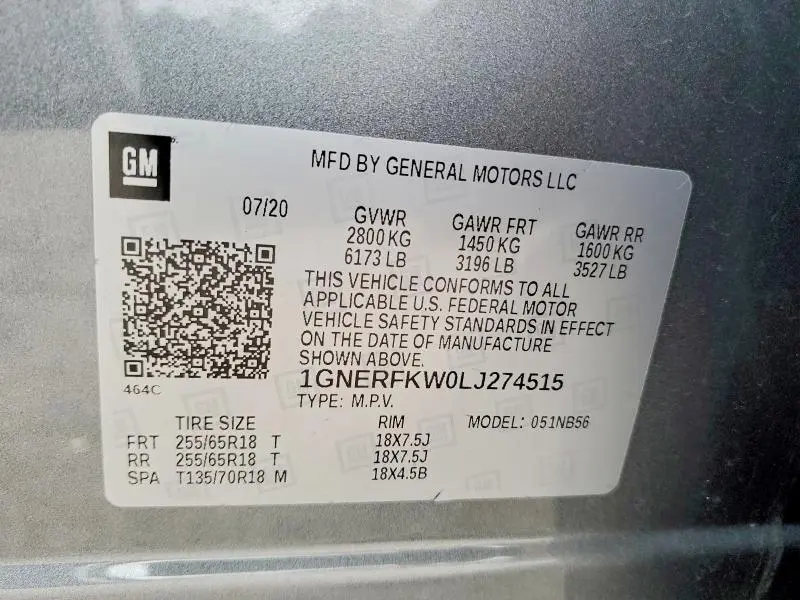 GM
MFD BY GENERAL MOTORS LLC
07/20
GVWR GAWR FRT GAWR RR
2800 KG 1450 KG 1600 KG
6173 LB 3196 LB 3527 LB
THIS VEHICLE CONFORMS TO ALL
APPLICABLE U.S. FEDERAL MOTOR
VEHICLE SAFETY STANDARDS IN EFFECT
ON THE DATE OF MANUFACTURE
SHOWN ABOVE.
464C
1GNERFKW0LJ274515
TYPE: M.P.V.
TIRE SIZE RIM MODEL: 051NB56
FRT 255/65R18 T 18X7.5J
RR 255/65R18 T 18X7.5J
SPA T135/70R18 M 18X4.5B